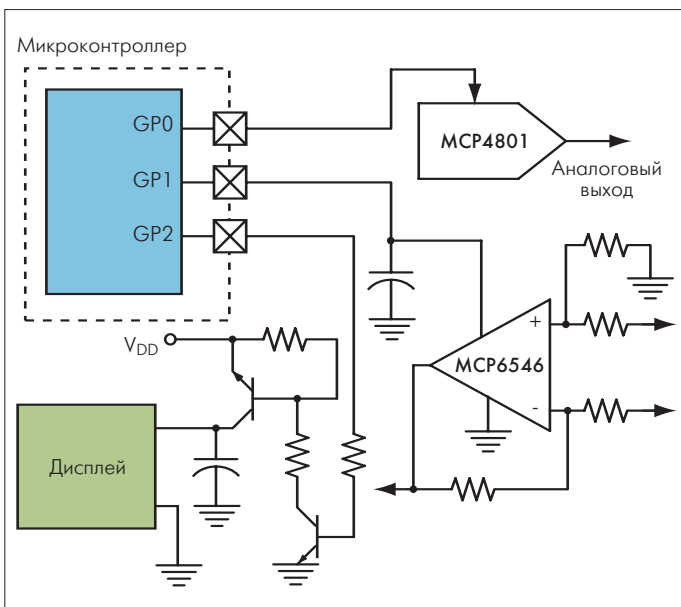 Микроконтроллер
GP0
GP1
GP2
MCP4801
Аналоговый
выход
VDD
+
MCP6546
-
Дисплей